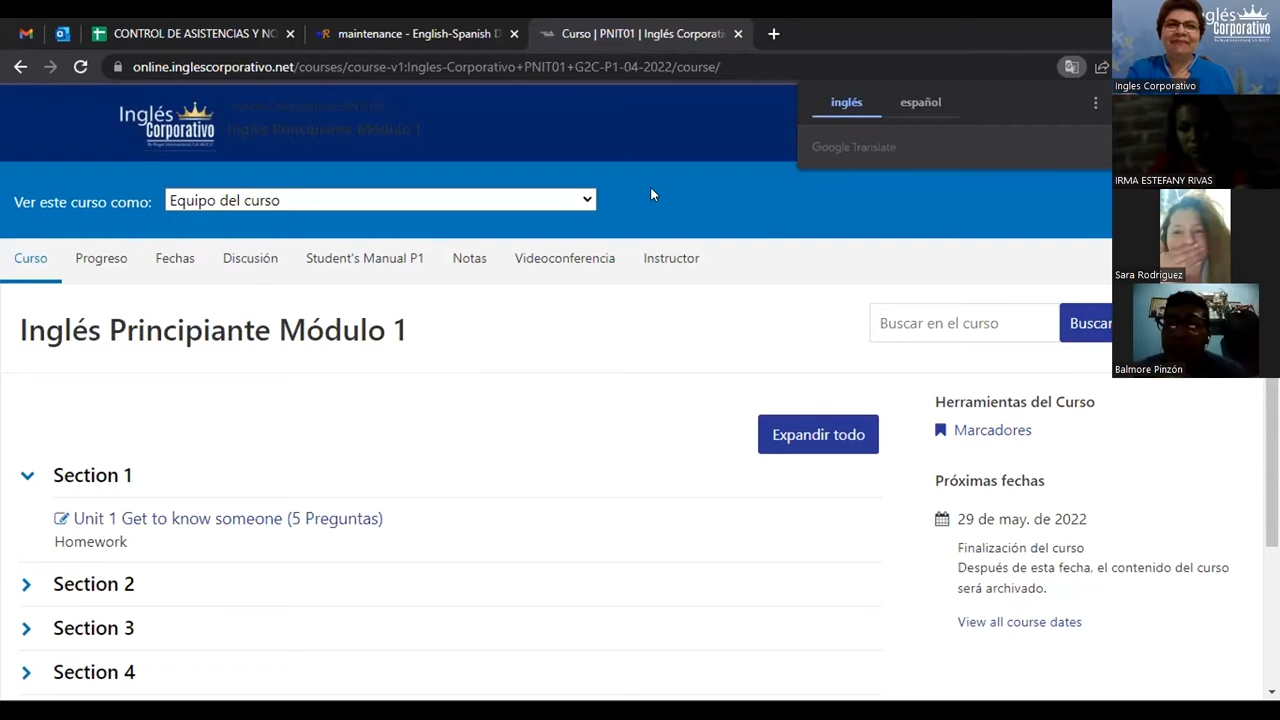 CONTROL DE ASISTENCIAS Y NO
maintenance - English-Spanish D
Curso | PNIT01 | Inglés Corporati
online.inglescorporativo.net/courses/course-v1:Ingles-Corporativo+PNIT01+G2C-P1-04-2022/course/
inglés español
Google Translate
Inglés
Corporativo
Inglés Principiante Módulo 1
Ver este curso como:
Equipo del curso
Curso Progreso Fechas Discusión Student's Manual P1 Notas Videoconferencia Instructor
Inglés Principiante Módulo 1
Buscar en el curso
Buscar
Expandir todo
Section 1
Unit 1 Get to know someone (5 Preguntas)
Homework
Section 2
Section 3
Section 4
Herramientas del Curso
Marcadores
Próximas fechas
29 de may. de 2022
Finalización del curso
Después de esta fecha, el contenido del curso
será archivado.
View all course dates
Inglés
Corporativo
Ingles Corporativo
IRMA ESTEFANY RIVAS
Sara Rodriguez
Balmore Pinzón